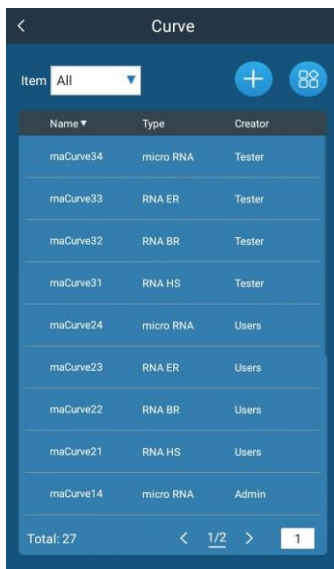 Curve
Item All
Name▼ Type Creator
rnaCurve34 micro RNA Tester
rnaCurve33 RNA ER Tester
rnaCurve32 RNA BR Tester
rnaCurve31 RNA HS Tester
rnaCurve24 micro RNA Users
rnaCurve23 RNA ER Users
rnaCurve22 RNA BR Users
rnaCurve21 RNA HS Users
rnaCurve14 micro RNA Admin
Total: 27 < 1/2 > 1